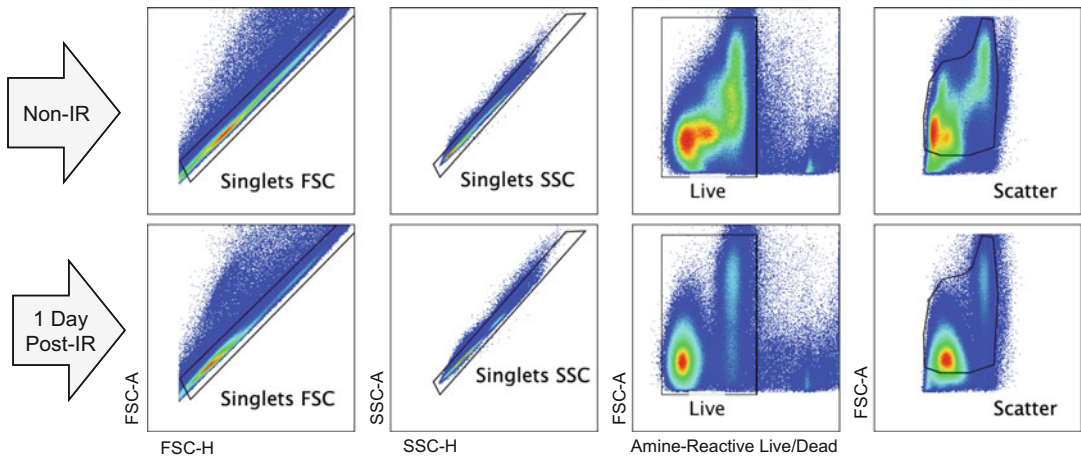 Non-IR
Singlets FSC
Singlets SSC
Live
Scatter
1 Day
Post-IR
FSC-A
Singlets FSC
FSC-H
SSC-A
Singlets SSC
SSC-H
FSC-A
Live
Amine-Reactive Live/Dead
FSC-A
Scatter